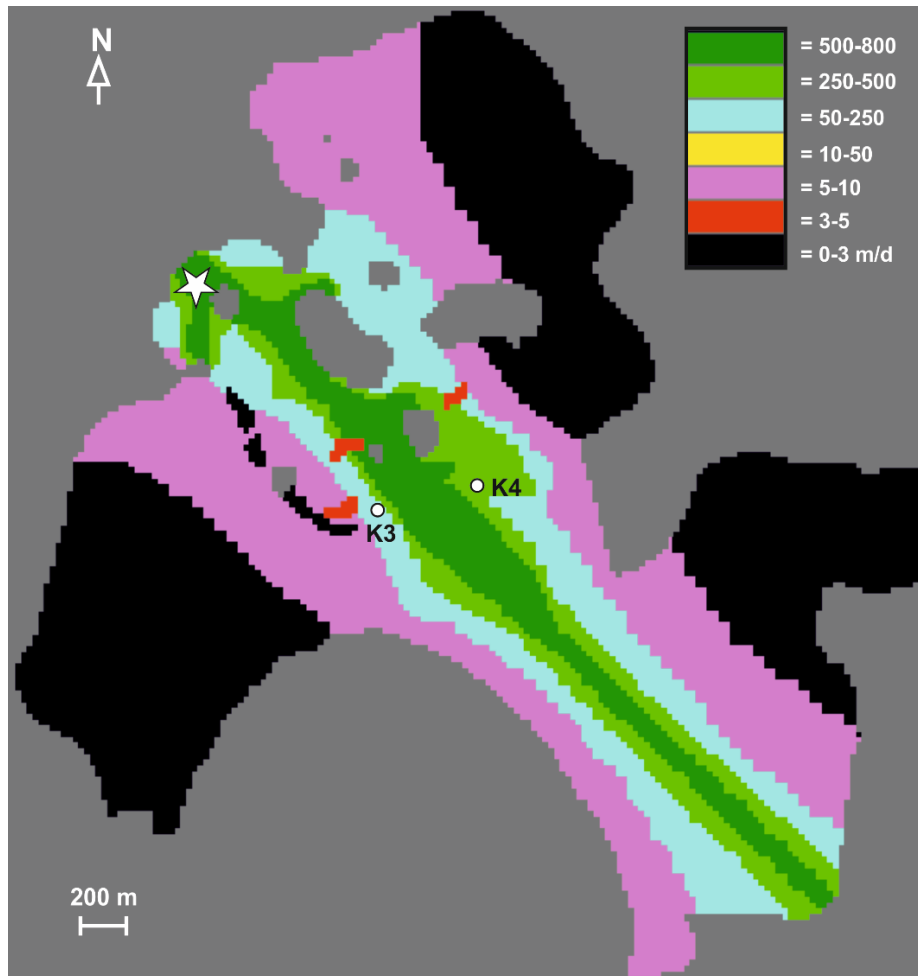 N
= 500-800
= 250-500
= 50-250
= 10-50
= 5-10
= 3-5
= 0-3 m/d
K4
K3
200 m